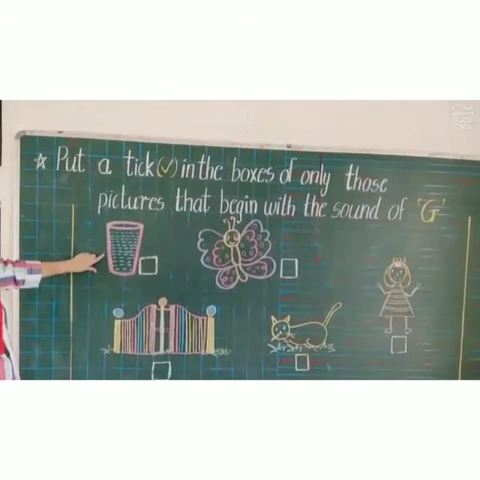 * Put a tick (✓) in the boxes of only those
pictures that begin with the sound of 'G'